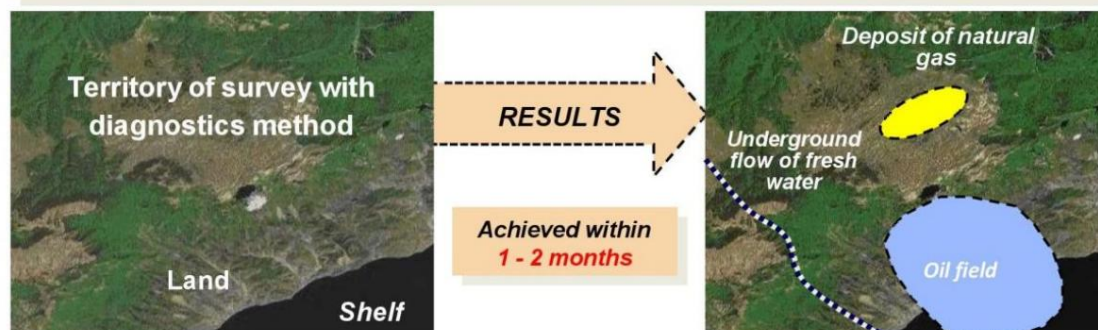 Territory of survey with
diagnostics method
Land
Shelf
RESULTS
Achieved within
1 - 2 months
Deposit of natural
gas
Underground
flow of fresh
water
Oil field